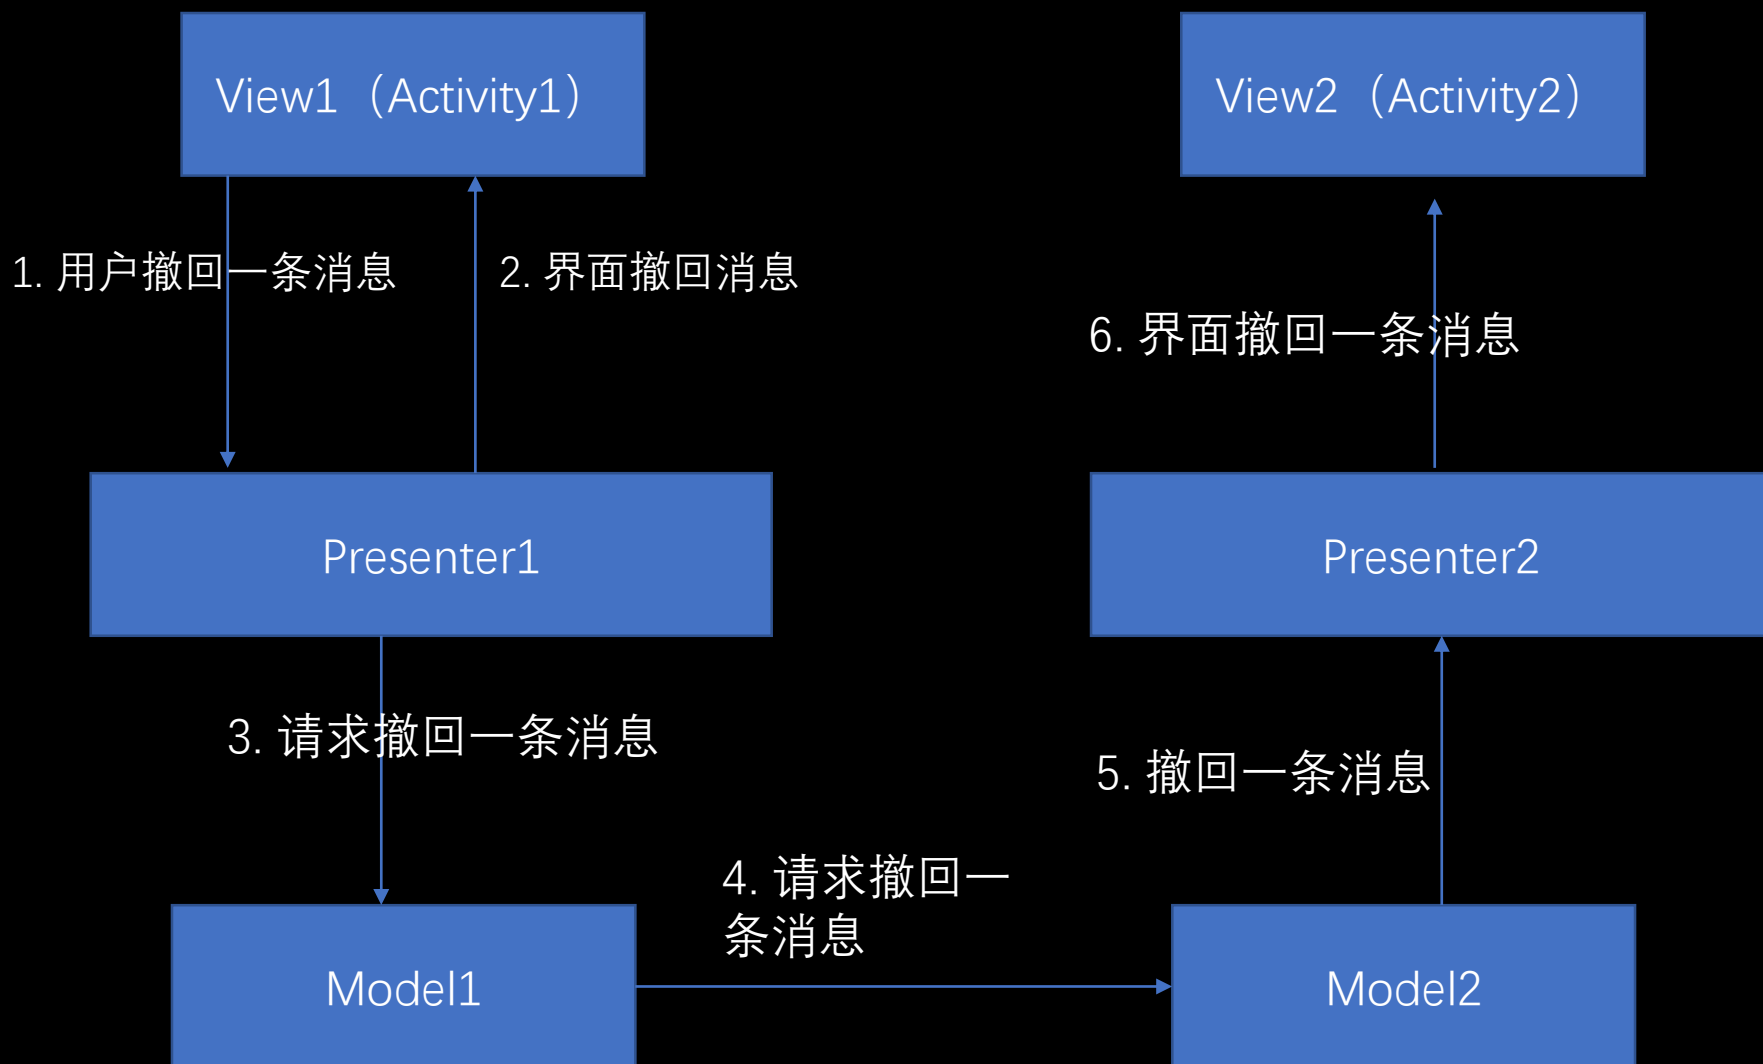 View1（Activity1）
View2（Activity2）
1. 用户撤回一条消息
2. 界面撤回消息
6. 界面撤回一条消息
Presenter1
Presenter2
3. 请求撤回一条消息
5. 撤回一条消息
4. 请求撤回一
条消息
Model1
Model2